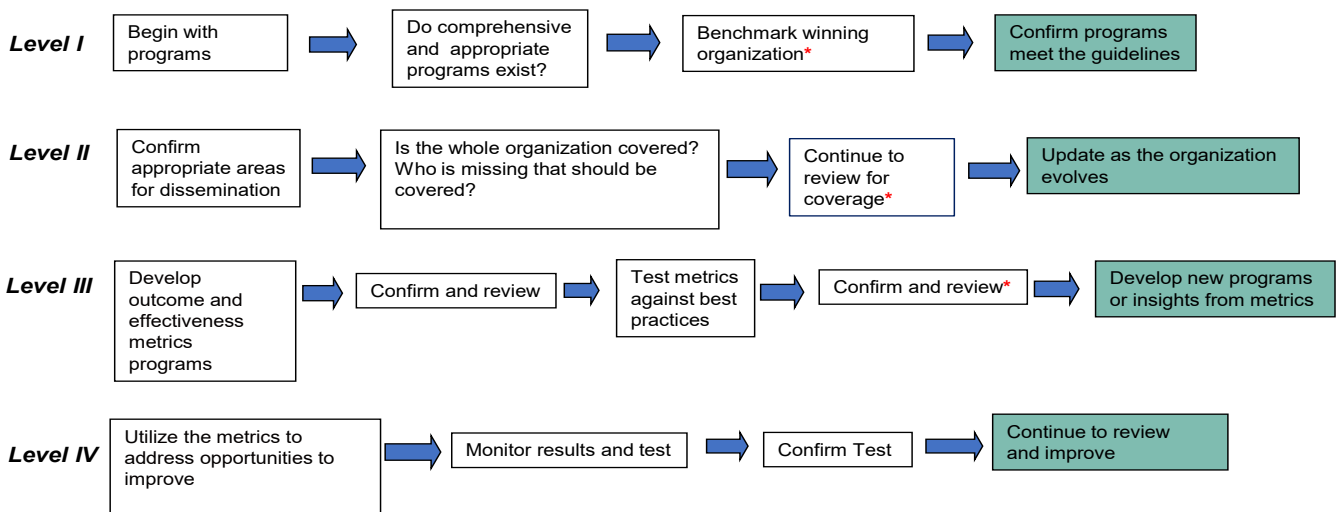 Level I
Begin with
programs
Do comprehensive
and appropriate
programs exist?
Benchmark winning
organization*
Confirm programs
meet the guidelines
Level II
Confirm
appropriate areas
for dissemination
Is the whole organization covered?
Who is missing that should be
covered?
Continue to
review for
coverage*
Update as the organization
evolves
Level III
Develop
outcome and
effectiveness
metrics
programs
Confirm and review
Test metrics
against best
practices
Confirm and review*
Develop new programs
or insights from metrics
Level IV
Utilize the metrics to
address opportunities to
improve
Monitor results and test
Confirm Test
Continue to review
and improve